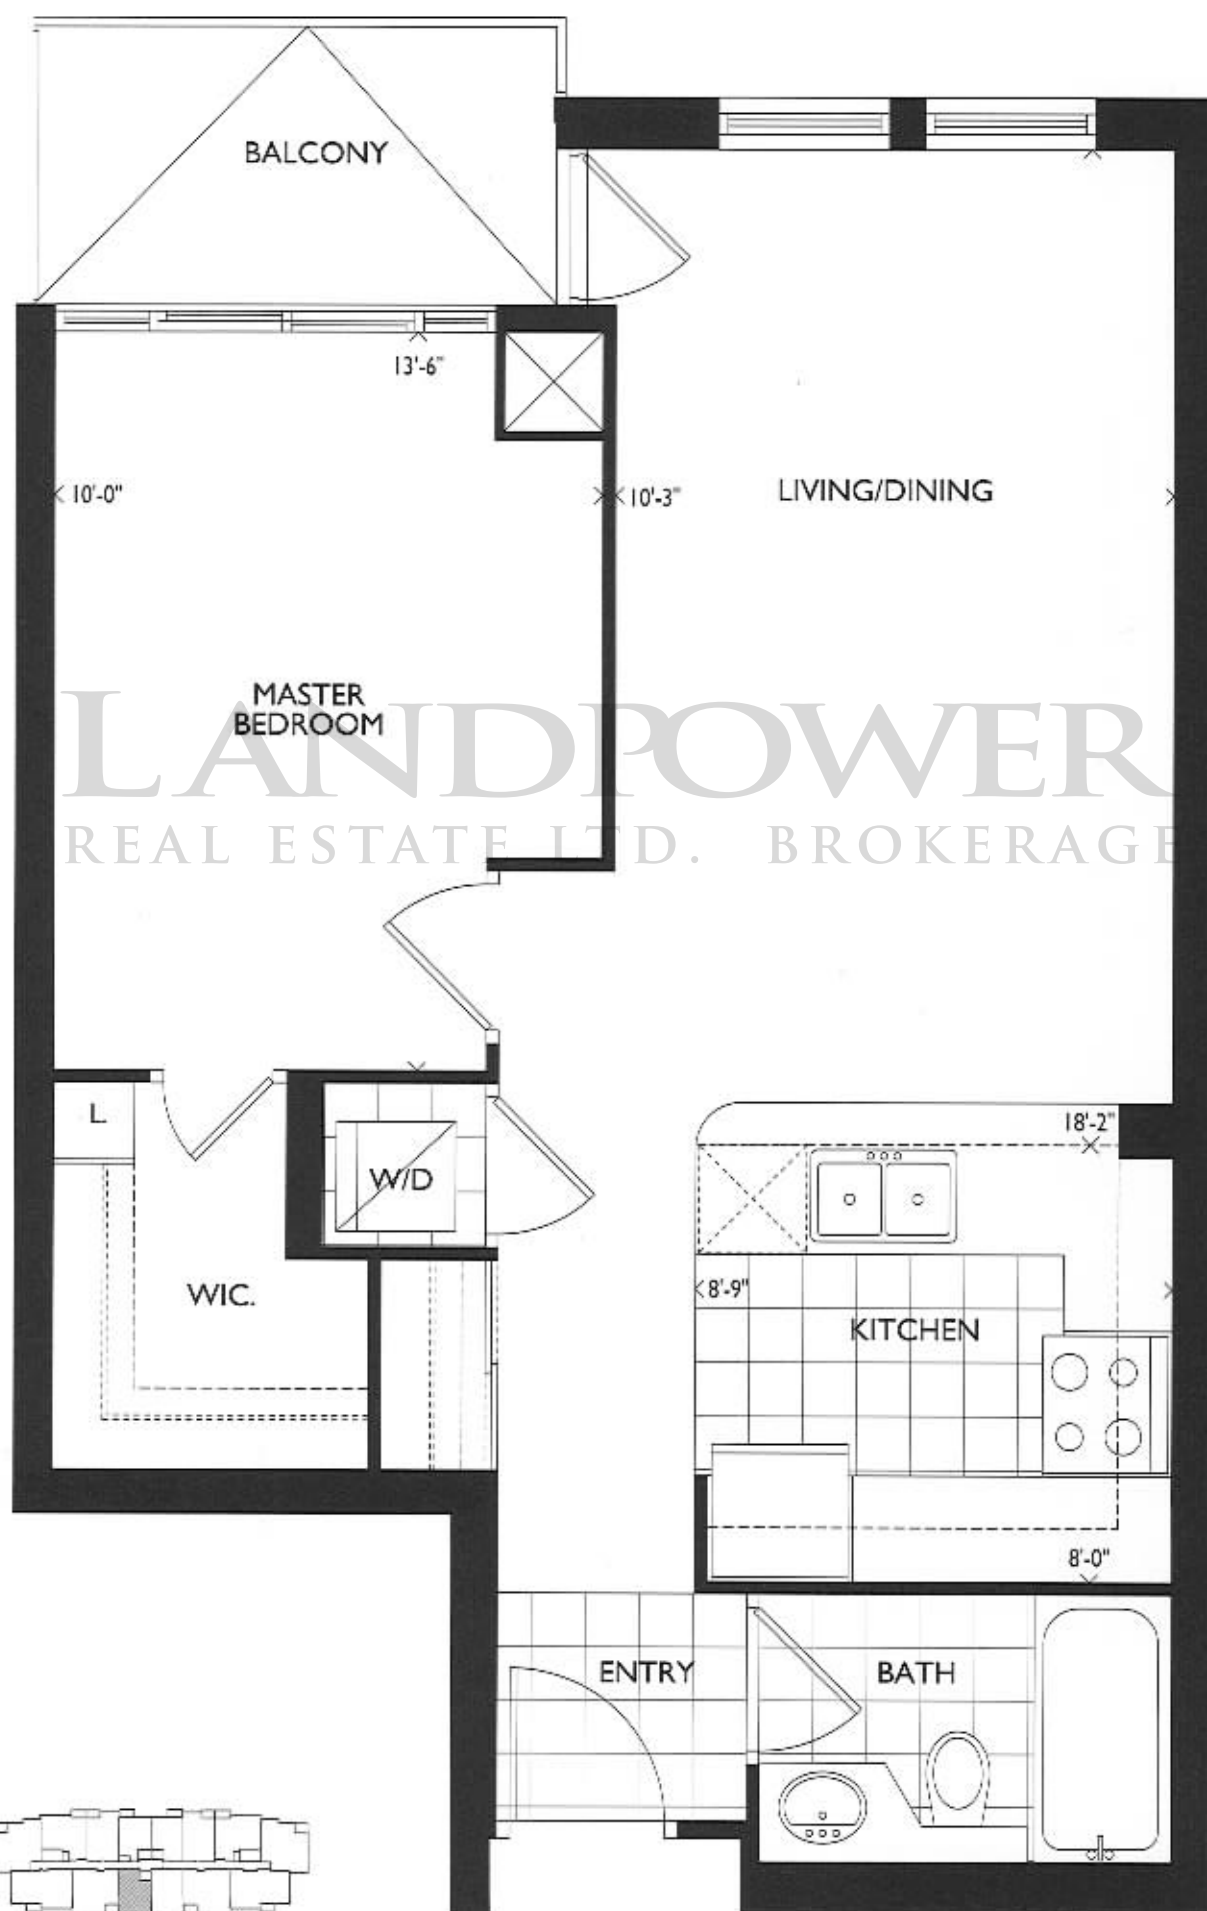 BALCONY
13'-6"
10'-0"
10'-3"
LIVING/DINING
MASTER
BEDROOM
LANDPOWER
REAL ESTATE LTD. BROKERAGE
L.
18'-2"
W/D
8'-9"
WIC.
KITCHEN
8'-0"
ENTRY
BATH